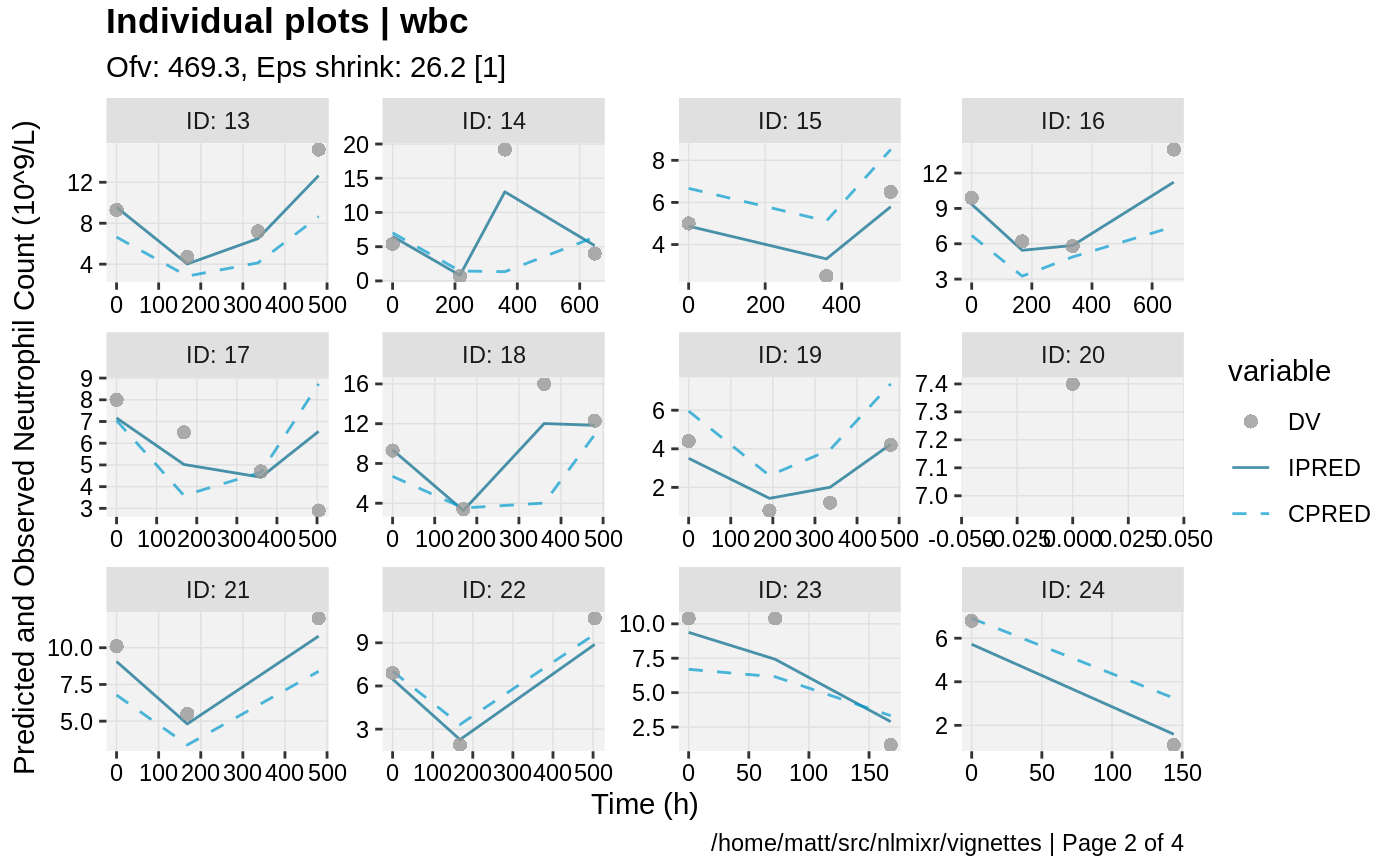 Individual plots | wbc
Ofv: 469.3, Eps shrink: 26.2 [1]
Predicted and Observed Neutrophil Count (10^9/L)
ID: 13
12
8
4
0 100 200 300 400 500
ID: 14
20
15
10
5
0
0 200 400 600
ID: 15
8
6
4
0 200 400
ID: 16
12
9
6
3
0 200 400 600
ID: 17
9
8
7
6
5
4
3
0 100 200 300 400 500
ID: 18
16
12
8
4
0 100 200 300 400 500
ID: 19
6
4
2
0 100 200 300 400 500
ID: 20
7.4
7.3
7.2
7.1
7.0
-0.050 -0.025 0.000 0.025 0.050
ID: 21
10.0
7.5
5.0
0 100 200 300 400 500
ID: 22
9
6
3
0 100 200 300 400 500
ID: 23
10.0
7.5
5.0
2.5
0 50 100 150
ID: 24
6
4
2
0 50 100 150
Time (h)
variable
DV
IPRED
CPRED
/home/matt/src/nlmixr/vignettes | Page 2 of 4